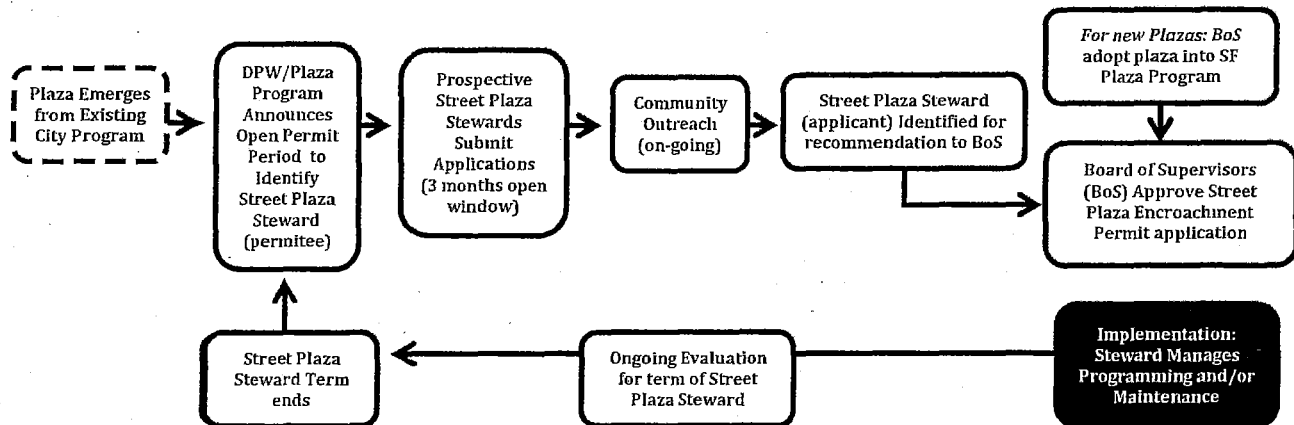 Plaza Emerges
from Existing
City Program
DPW/Plaza
Program
Announces
Open Permit
Period to
Identify
Street Plaza
Steward
(permitee)
Prospective
Street Plaza
Stewards
Submit
Applications
(3 months open
window)
Community
Outreach
(on-going)
Street Plaza Steward
(applicant) Identified for
recommendation to BoS
For new Plazas: BoS
adopt plaza into SF
Plaza Program
Board of Supervisors
(BoS) Approve Street
Plaza Encroachment
Permit application
Implementation:
Steward Manages
Programming and/or
Maintenance
Ongoing Evaluation
for term of Street
Plaza Steward
Street Plaza
Steward Term
ends